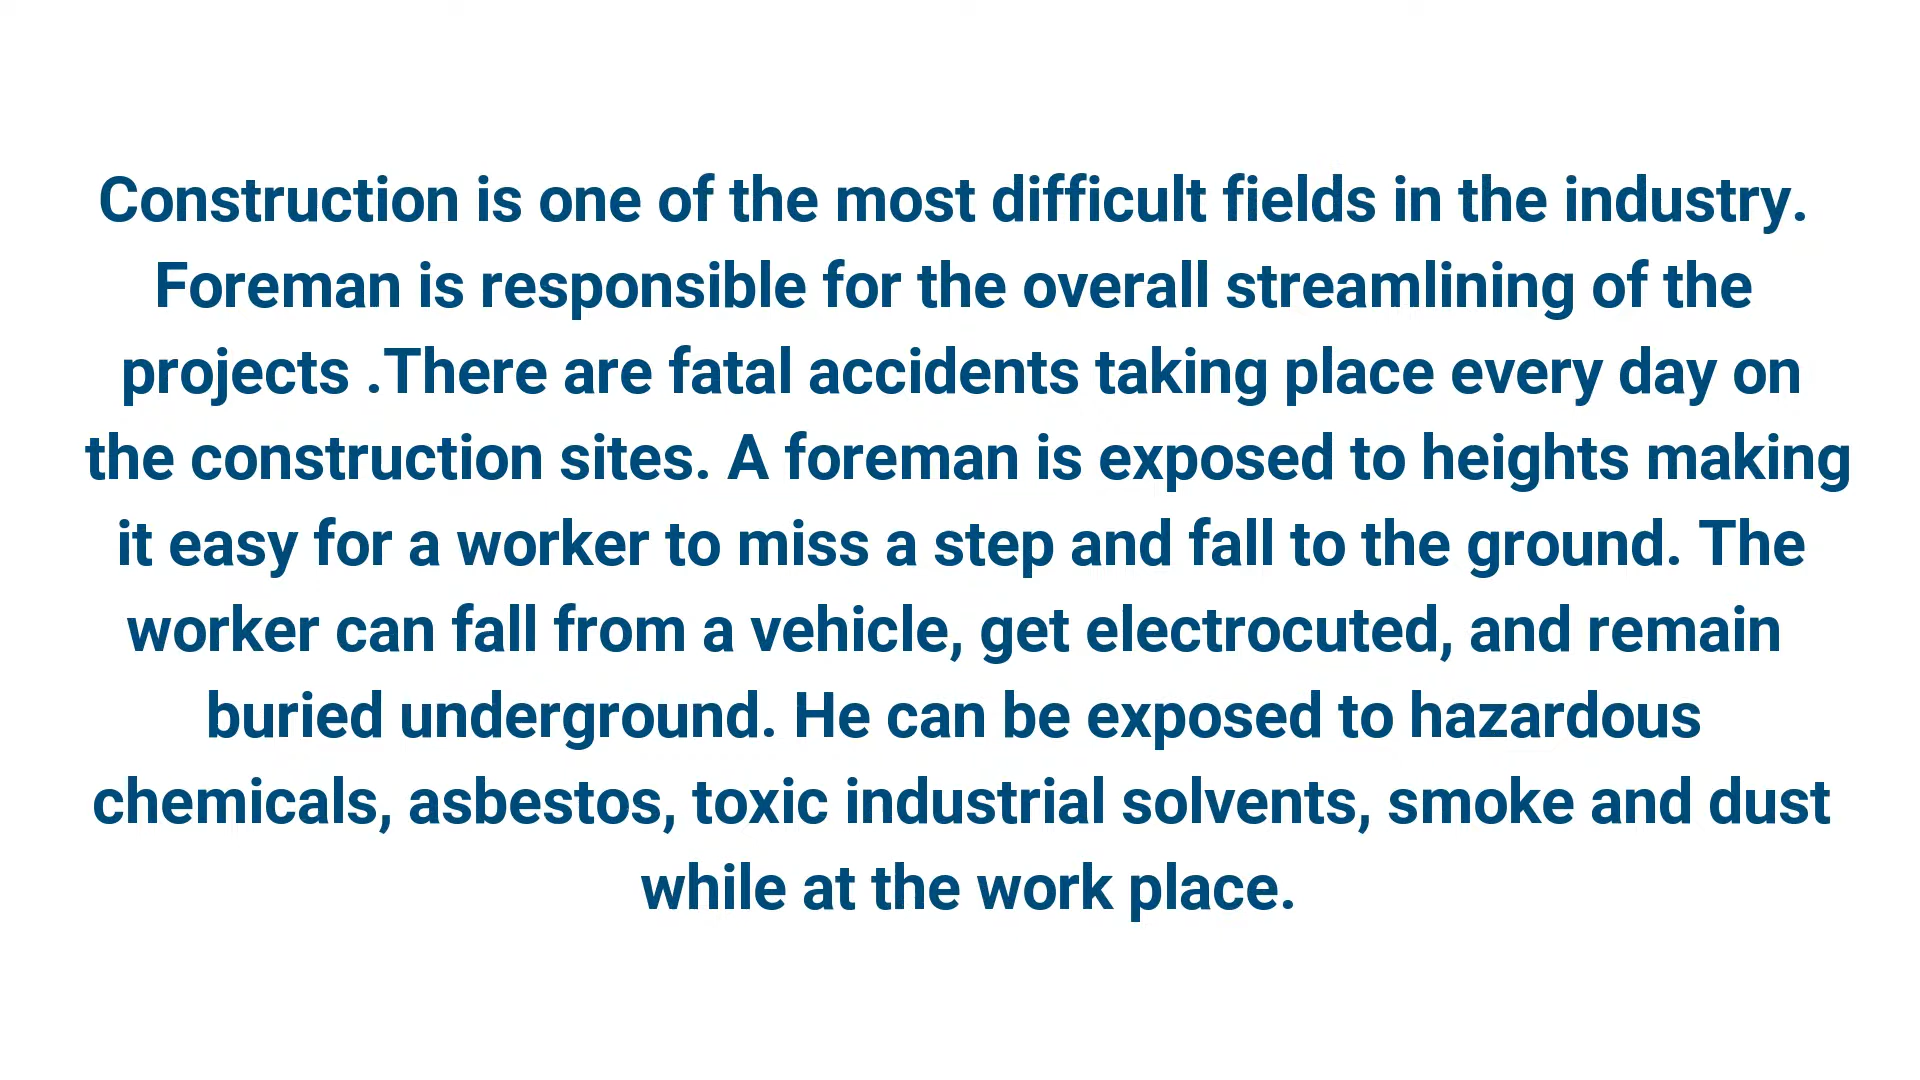 Construction is one of the most difficult fields in the industry.
Foreman is responsible for the overall streamlining of the
projects .There are fatal accidents taking place every day on
the construction sites. A foreman is exposed to heights making
it easy for a worker to miss a step and fall to the ground. The
worker can fall from a vehicle, get electrocuted, and remain
buried underground. He can be exposed to hazardous
chemicals, asbestos, toxic industrial solvents, smoke and dust
while at the work place.